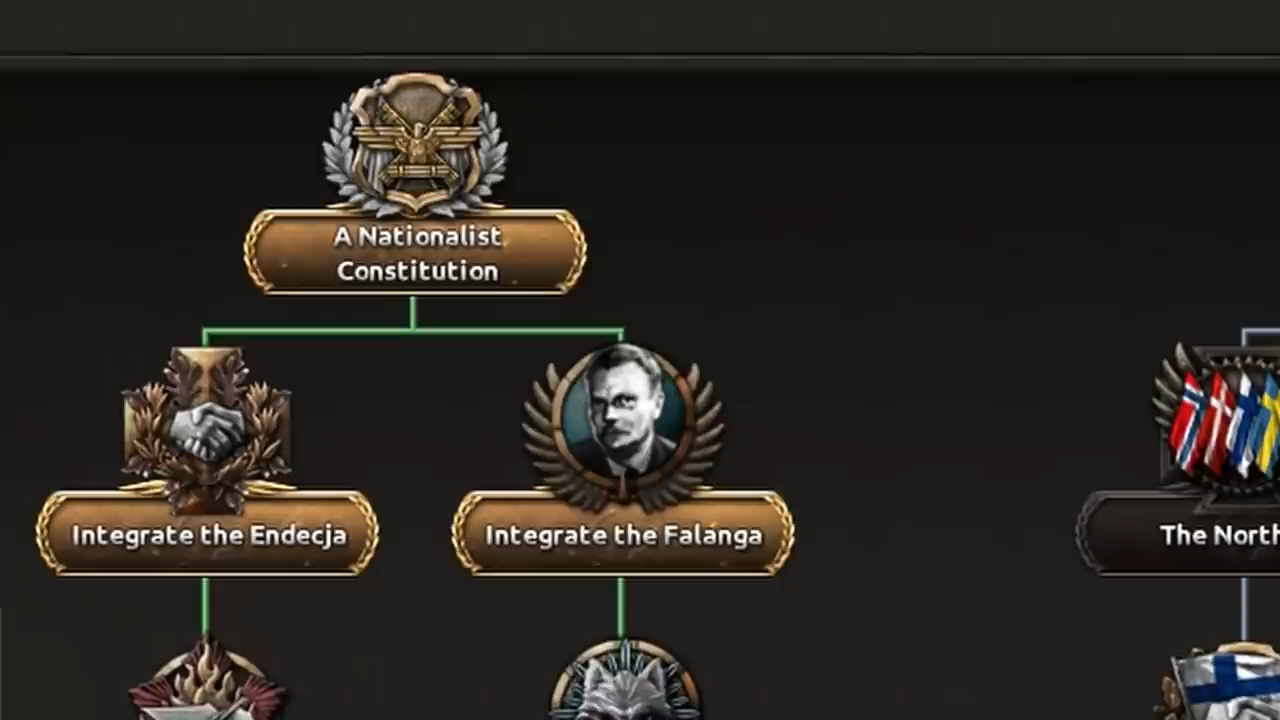 A Nationalist
Constitution
Integrate the Endecja
Integrate the Falanga
The North